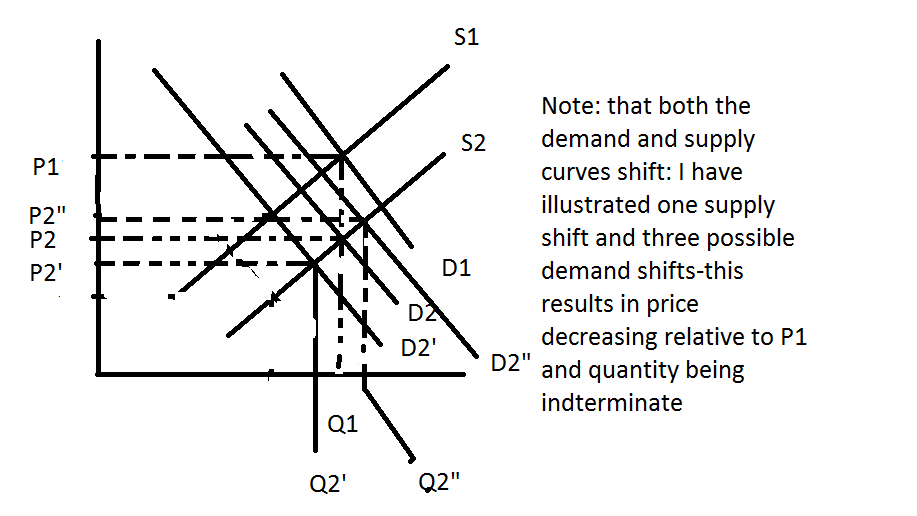 S1
Note: that both the
demand and supply
S2
curves shift: I have
P1
illustrated one supply
P2"
shift and three possible
P2
demand shifts-this
P2'
D1
results in price
D2
decreasing relative to P1
D2'
D2"
and quantity being
indterminate
Q1
Q2'
Q2"